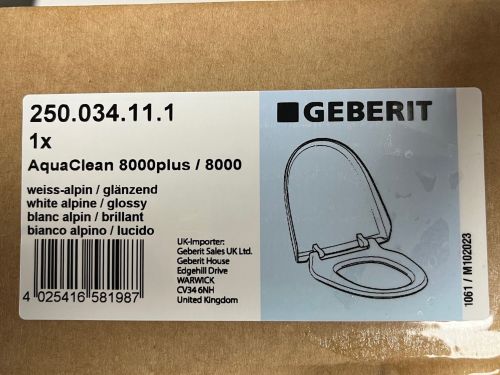 250.034.11.1
1x
AquaClean 8000plus / 8000
weiss-alpin / glänzend
white alpine / glossy
blanc alpin / brillant
bianco alpino / lucido
4 025416 581987
UK-Importer:
Geberit Sales UK Ltd.
Geberit House
Edgehill Drive
WARWICK
CV34 6NH
United Kingdom
GEBERIT
1061 / M102023